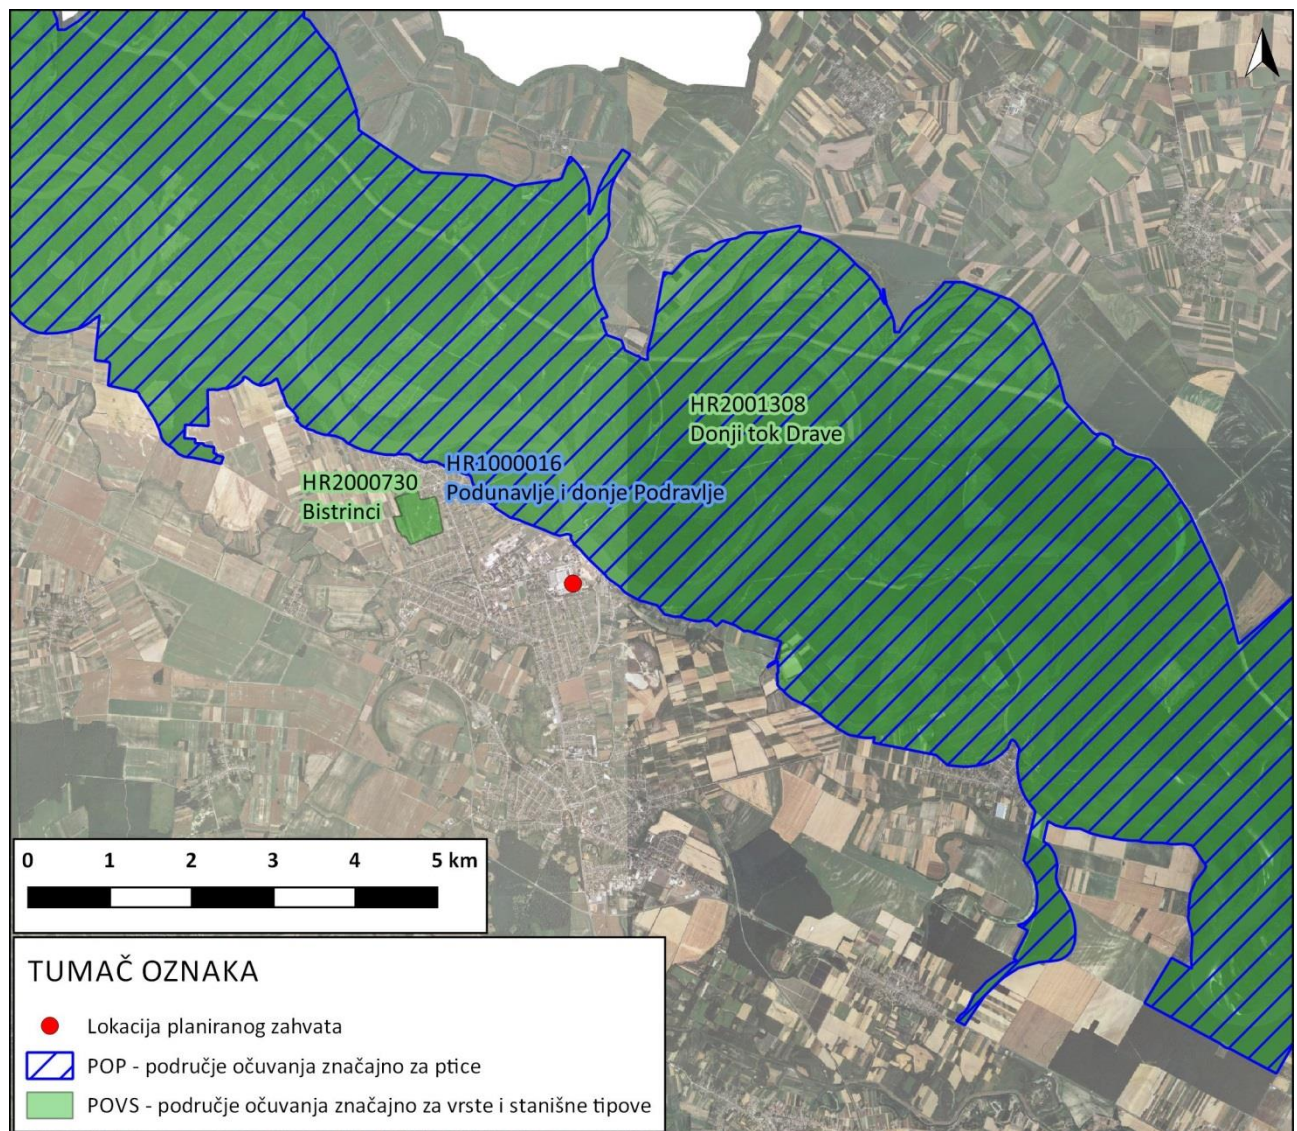 HR2001308
Donji tok Drave
HR1000016
Podunavlje i donje Podravlje
HR2000730
Bistrinci
0 1 2 3 4 5 km
TUMAČ OZNAKA
Lokacija planiranog zahvata
POP - područje očuvanja značajno za ptice
POVS - područje očuvanja značajno za vrste i stanišne tipove